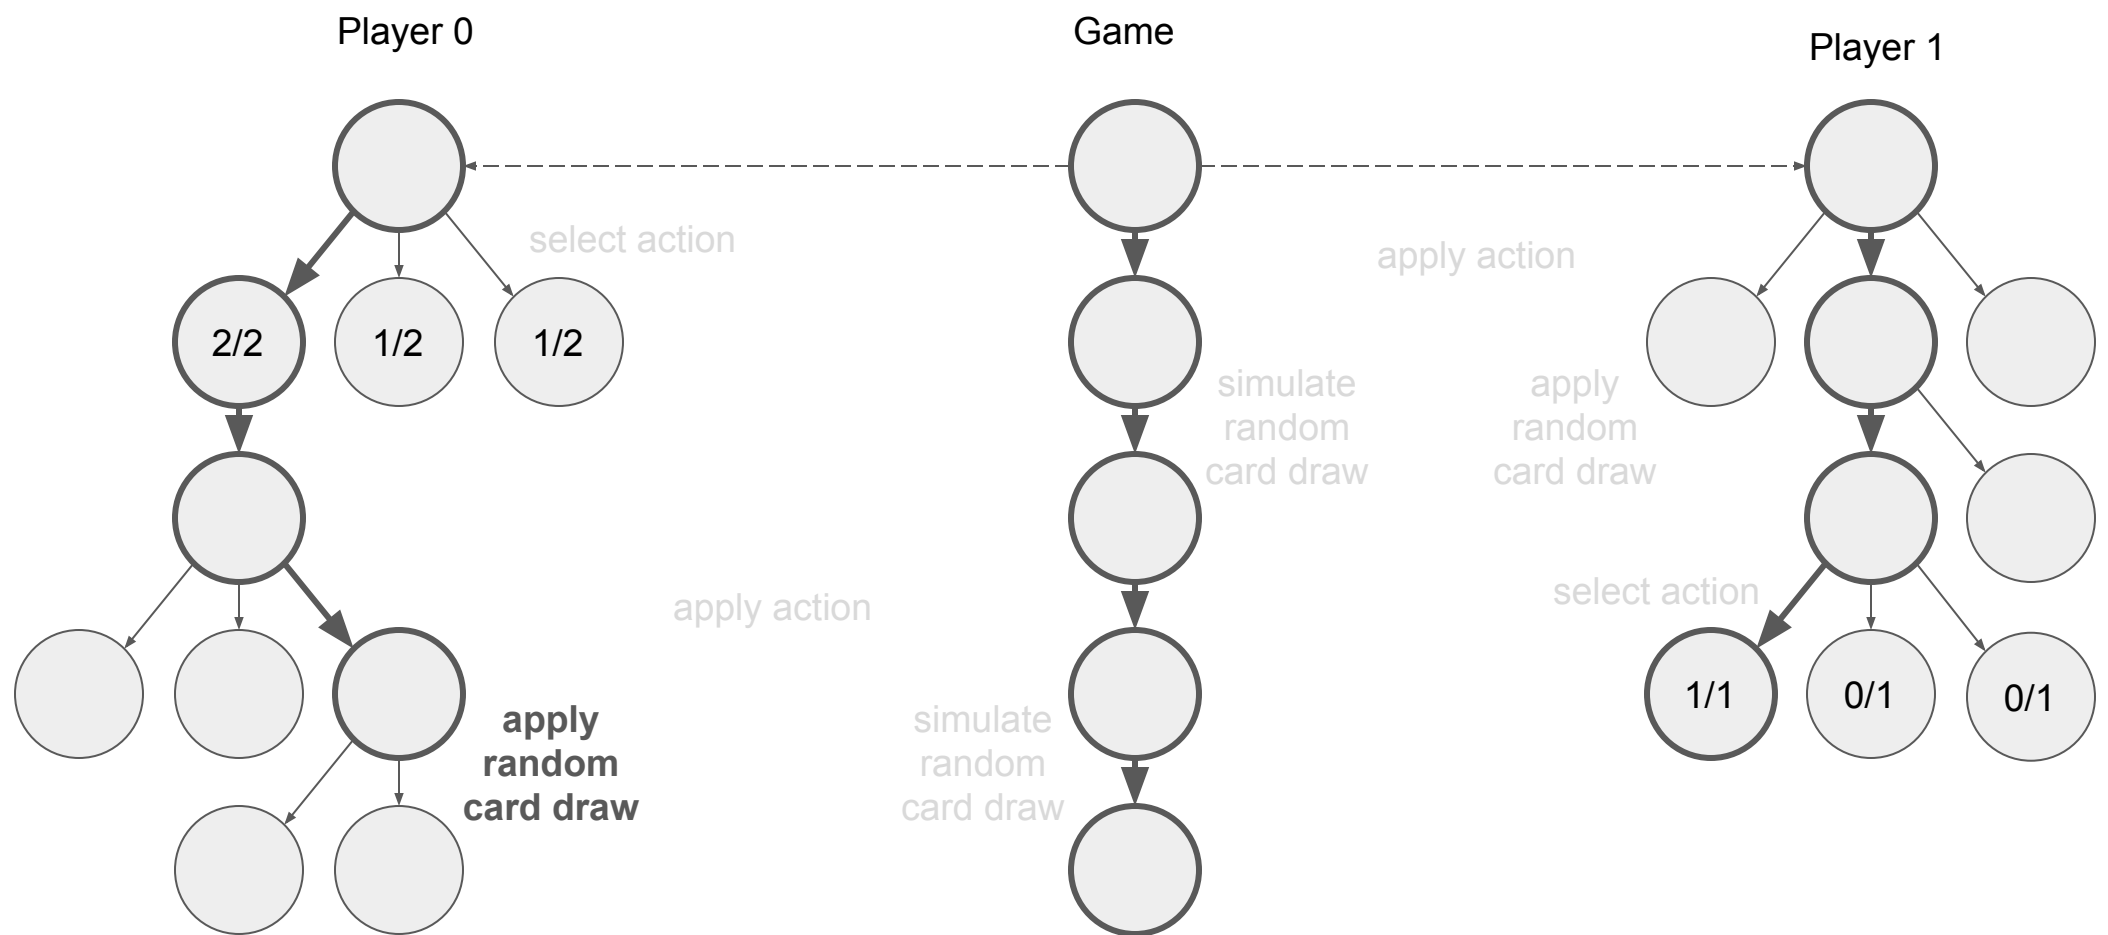 Player 0
Game
Player 1
select action
apply action
2/2
1/2
1/2
simulate
random
card draw
apply
random
card draw
apply action
select action
1/1
0/1
0/1
apply
random
card draw
simulate
random
card draw